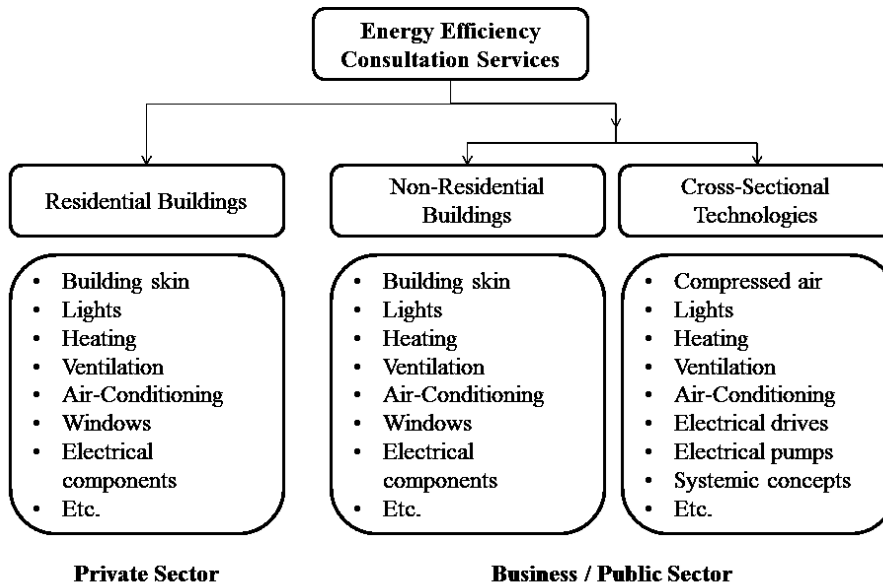 Energy Efficiency
Consultation Services
Residential Buildings
Non-Residential
Buildings
Cross-Sectional
Technologies
• Building skin
• Lights
• Heating
• Ventilation
• Air-Conditioning
• Windows
• Electrical
components
• Etc.
• Building skin
• Lights
• Heating
• Ventilation
• Air-Conditioning
• Windows
• Electrical
components
• Etc.
• Compressed air
• Lights
• Heating
• Ventilation
• Air-Conditioning
• Electrical drives
• Electrical pumps
• Systemic concepts
• Etc.
Private Sector
Business / Public Sector